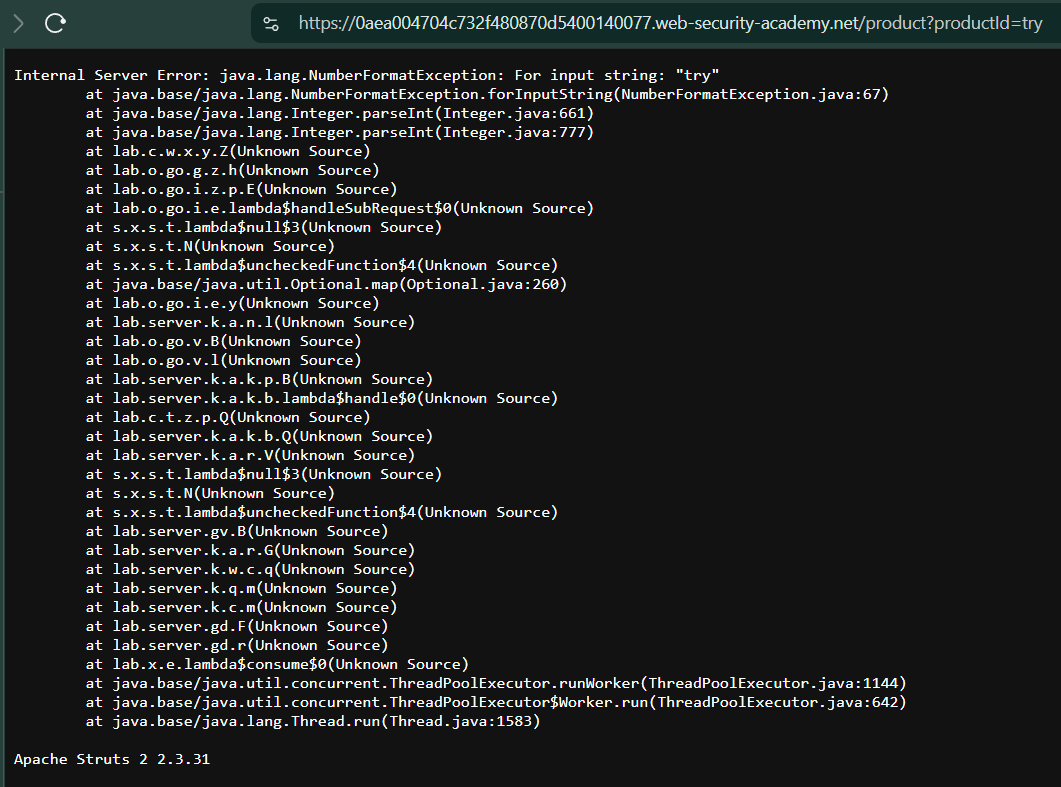 https://0aea004704c732f480870d5400140077.web-security-academy.net/product?productId=try
Internal Server Error: java.lang.NumberFormatException: For input string: "try"
at java.base/java.lang.NumberFormatException.forInputString(NumberFormatException.java:67)
at java.base/java.lang.Integer.parseInt(Integer.java:661)
at java.base/java.lang.Integer.parseInt(Integer.java:777)
at lab.c.w.x.y.Z(Unknown Source)
at lab.o.go.g.z.h(Unknown Source)
at lab.o.go.i.z.p.E(Unknown Source)
at lab.o.go.i.e.lambda$handleSubRequest$0(Unknown Source)
at s.x.s.t.lambda$null$3(Unknown Source)
at s.x.s.t.N(Unknown Source)
at s.x.s.t.lambda$uncheckedFunction$4(Unknown Source)
at java.base/java.util.Optional.map(Optional.java:260)
at lab.o.go.i.e.y(Unknown Source)
at lab.server.k.a.n.l(Unknown Source)
at lab.o.go.v.B(Unknown Source)
at lab.o.go.v.l(Unknown Source)
at lab.server.k.a.k.p.B(Unknown Source)
at lab.server.k.a.k.b.lambda$handle$0(Unknown Source)
at lab.c.t.z.p.Q(Unknown Source)
at lab.server.k.a.k.b.Q(Unknown Source)
at lab.server.k.a.r.V(Unknown Source)
at s.x.s.t.lambda$null$3(Unknown Source)
at s.x.s.t.N(Unknown Source)
at s.x.s.t.lambda$uncheckedFunction$4(Unknown Source)
at lab.server.gv.B(Unknown Source)
at lab.server.k.a.r.G(Unknown Source)
at lab.server.k.w.c.q(Unknown Source)
at lab.server.k.q.m(Unknown Source)
at lab.server.k.c.m(Unknown Source)
at lab.server.gd.F(Unknown Source)
at lab.server.gd.r(Unknown Source)
at lab.x.e.lambda$consume$0(Unknown Source)
at java.base/java.util.concurrent.ThreadPoolExecutor.runWorker(ThreadPoolExecutor.java:1144)
at java.base/java.util.concurrent.ThreadPoolExecutor$Worker.run(ThreadPoolExecutor.java:642)
at java.base/java.lang.Thread.run(Thread.java:1583)
Apache Struts 2 2.3.31